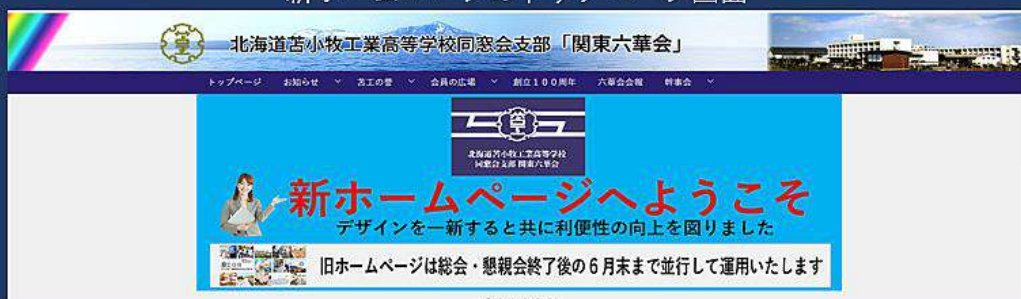 北海道苫小牧工業高等学校同窓会支部「関東六華会」
トップページ お知らせ 苫工の誉 会員の広場 創立100周年 六華会会報 幹事会
北海道苫小牧工業高等学校
同窓会支部 関東六華会
新ホームページへようこそ
デザインを一新すると共に利便性の向上を図りました
旧ホームページは総会・懇親会終了後の6月末まで並行して運用いたします